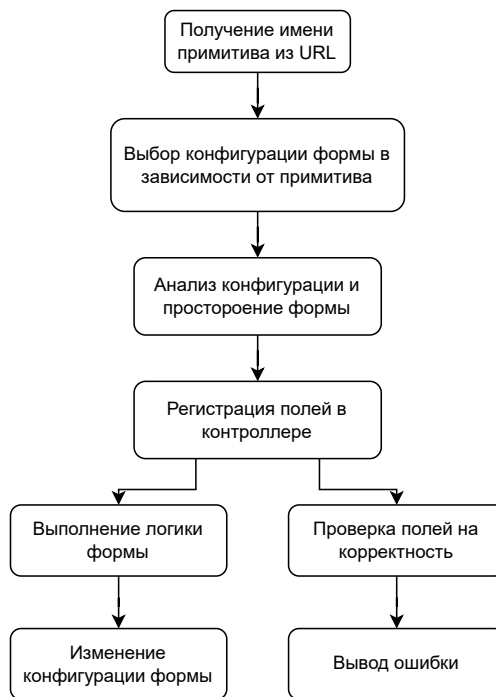 Получение имени
примитива из URL
Выбор конфигурации формы в
зависимости от примитива
Анализ конфигурации и
простороение формы
Регистрация полей в
контроллере
Выполнение логики
формы
Проверка полей на
корректность
Изменение
конфигурации формы
Вывод ошибки